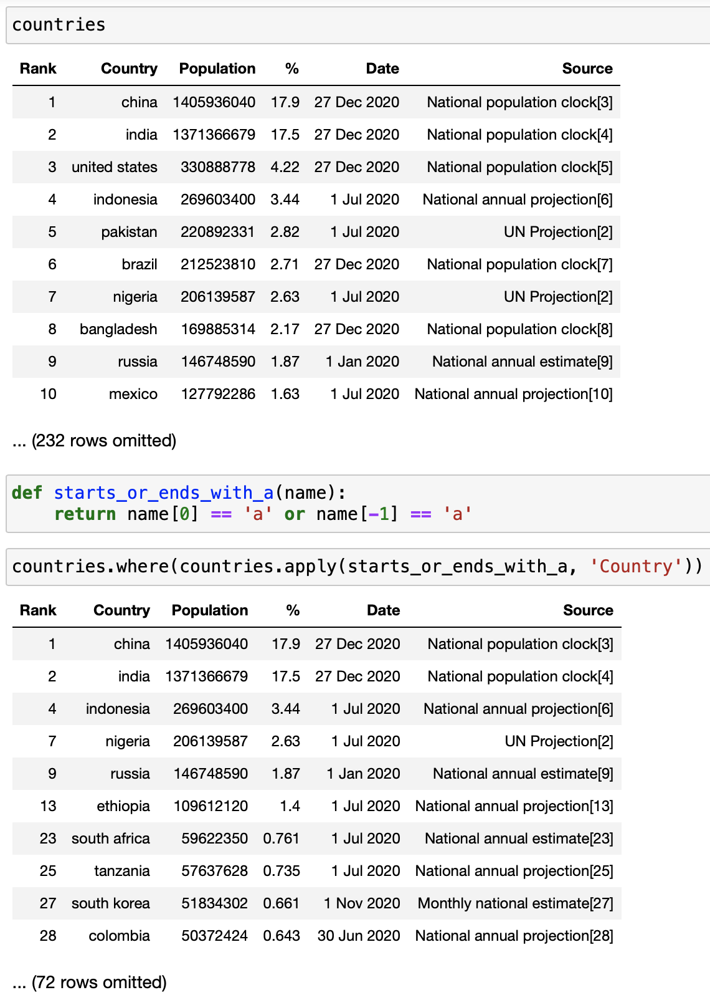 countries
Rank Country Population % Date Source
1 china 1405936040 17.9 27 Dec 2020 National population clock[3]
2 india 1371366679 17.5 27 Dec 2020 National population clock[4]
3 united states 330888778 4.22 27 Dec 2020 National population clock[5]
4 indonesia 269603400 3.44 1 Jul 2020 National annual projection[6]
5 pakistan 220892331 2.82 1 Jul 2020 UN Projection[2]
6 brazil 212523810 2.71 27 Dec 2020 National population clock[7]
7 nigeria 206139587 2.63 1 Jul 2020 UN Projection[2]
8 bangladesh 169885314 2.17 27 Dec 2020 National population clock[8]
9 russia 146748590 1.87 1 Jan 2020 National annual estimate[9]
10 mexico 127792286 1.63 1 Jul 2020 National annual projection[10]
... (232 rows omitted)
def starts_or_ends_with_a(name):
    return name[0] == 'a' or name[-1] == 'a'
countries.where(countries.apply(starts_or_ends_with_a, 'Country'))
Rank Country Population % Date Source
1 china 1405936040 17.9 27 Dec 2020 National population clock[3]
2 india 1371366679 17.5 27 Dec 2020 National population clock[4]
4 indonesia 269603400 3.44 1 Jul 2020 National annual projection[6]
7 nigeria 206139587 2.63 1 Jul 2020 UN Projection[2]
9 russia 146748590 1.87 1 Jan 2020 National annual estimate[9]
13 ethiopia 109612120 1.4 1 Jul 2020 National annual projection[13]
23 south africa 59622350 0.761 1 Jul 2020 National annual estimate[23]
25 tanzania 57637628 0.735 1 Jul 2020 National annual projection[25]
27 south korea 51834302 0.661 1 Nov 2020 Monthly national estimate[27]
28 colombia 50372424 0.643 30 Jun 2020 National annual projection[28]
... (72 rows omitted)